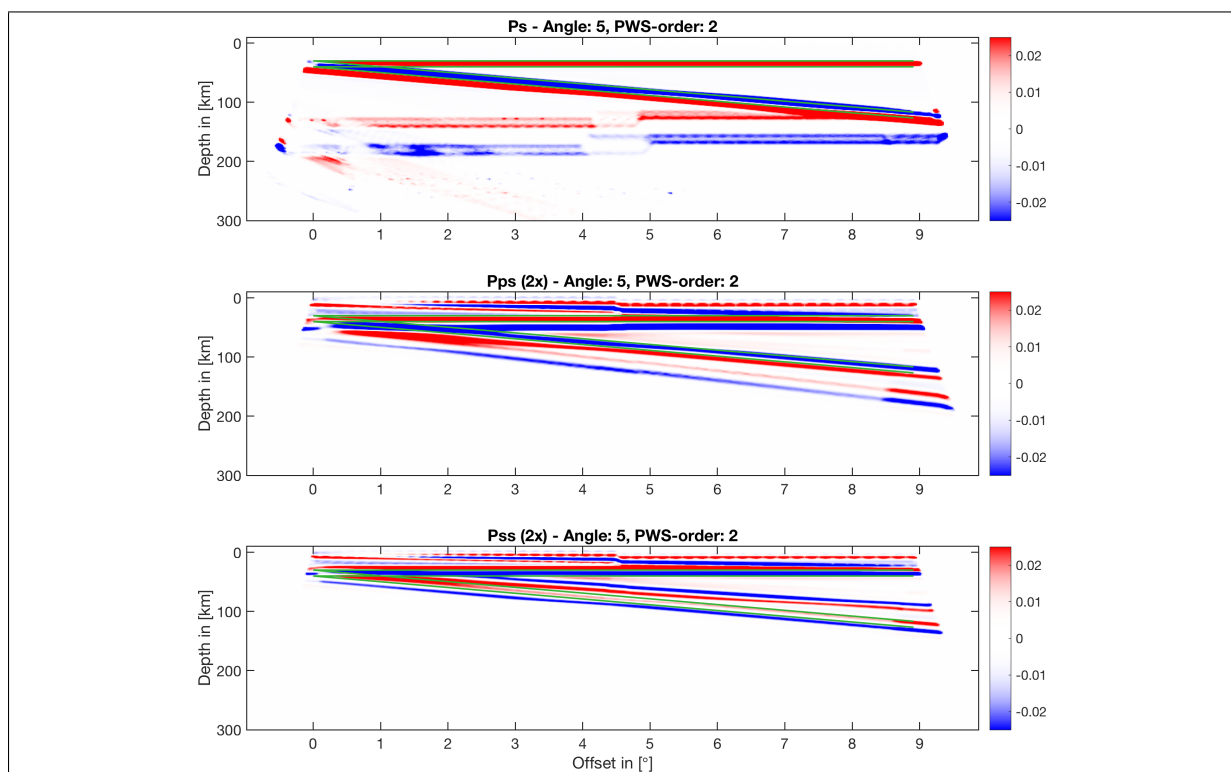 Ps - Angle: 5, PWS-order: 2
0
100
200
300
Depth in [km]
0 1 2 3 4 5 6 7 8 9
0.02
0.01
0
-0.01
-0.02
Pps (2x) - Angle: 5, PWS-order: 2
0
100
200
300
Depth in [km]
0 1 2 3 4 5 6 7 8 9
0.02
0.01
0
-0.01
-0.02
Pss (2x) - Angle: 5, PWS-order: 2
0
100
200
300
Depth in [km]
0 1 2 3 4 5 6 7 8 9
Offset in [°]
0.02
0.01
0
-0.01
-0.02